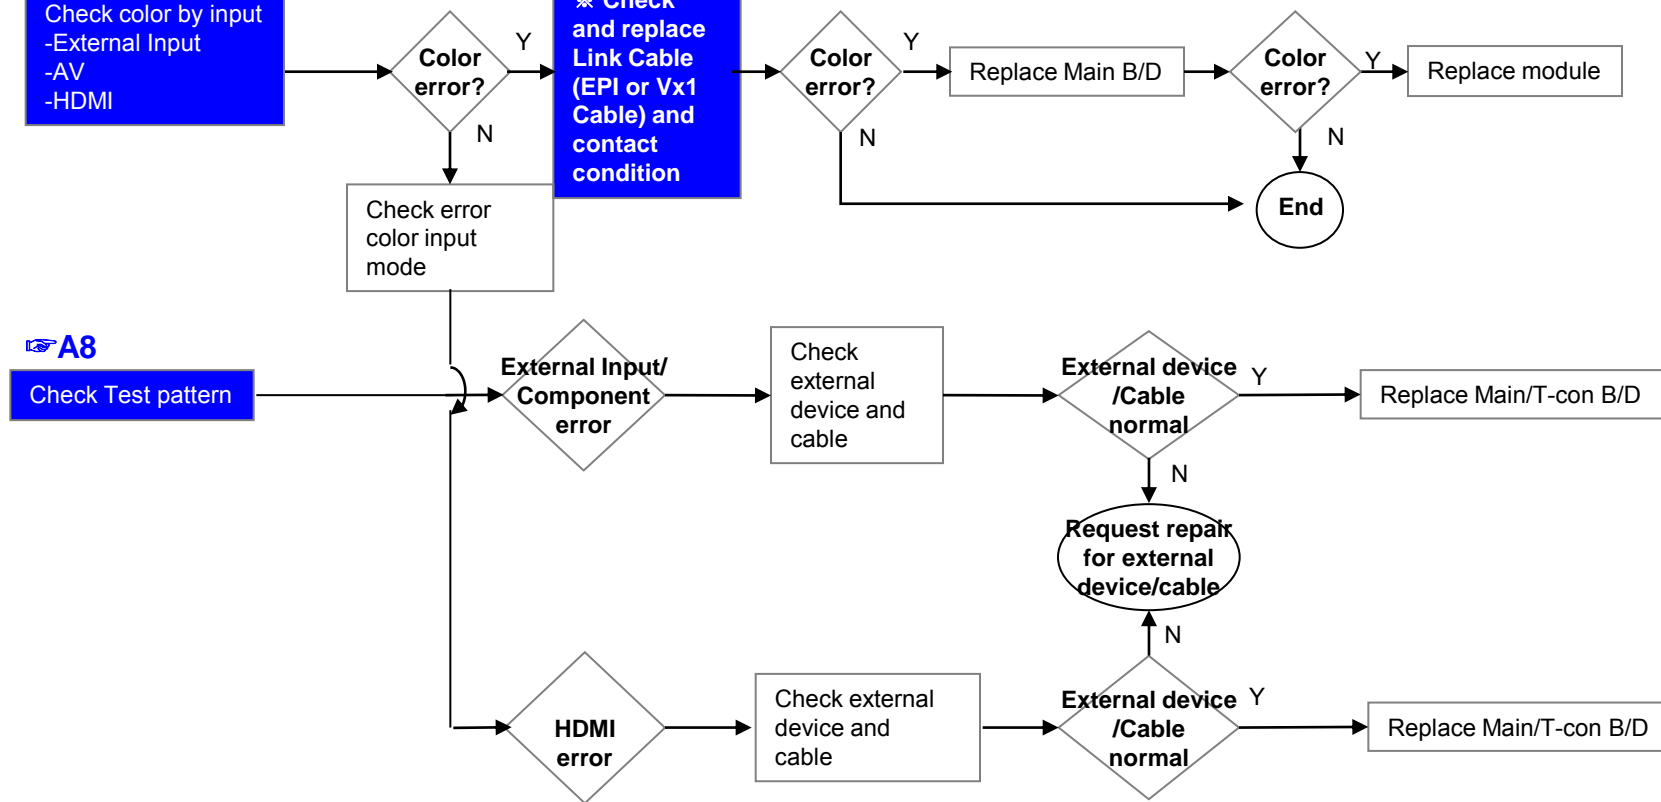 Check color by input
-External Input
-AV
-HDMI
Color
error?
Y
N
※ Check
and replace
Link Cable
(EPI or Vx1
Cable) and
contact
condition
Color
error?
Y
N
Replace Main B/D
Color
error?
Y
N
Replace module
End
Check error
color input
mode
☞A8
Check Test pattern
External Input/
Component
error
Check
external
device and
cable
External device
/Cable
normal
Y
N
Replace Main/T-con B/D
Request repair
for external
device/cable
N
HDMI
error
Check external
device and
cable
External device
/Cable
normal
Y
Replace Main/T-con B/D